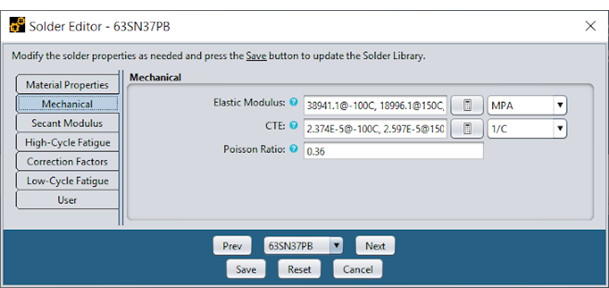 Solder Editor - 63SN37PB
Modify the solder properties as needed and press the Save button to update the Solder Library.
Material Properties
Mechanical
Secant Modulus
High-Cycle Fatigue
Correction Factors
Low-Cycle Fatigue
User
Mechanical
Elastic Modulus: 38941.1@-100C, 18996.1@150C, MPA
CTE: 2.374E-5@-100C, 2.597E-5@150 1/C
Poisson Ratio: 0.36
Prev 63SN37PB Next
Save Reset Cancel